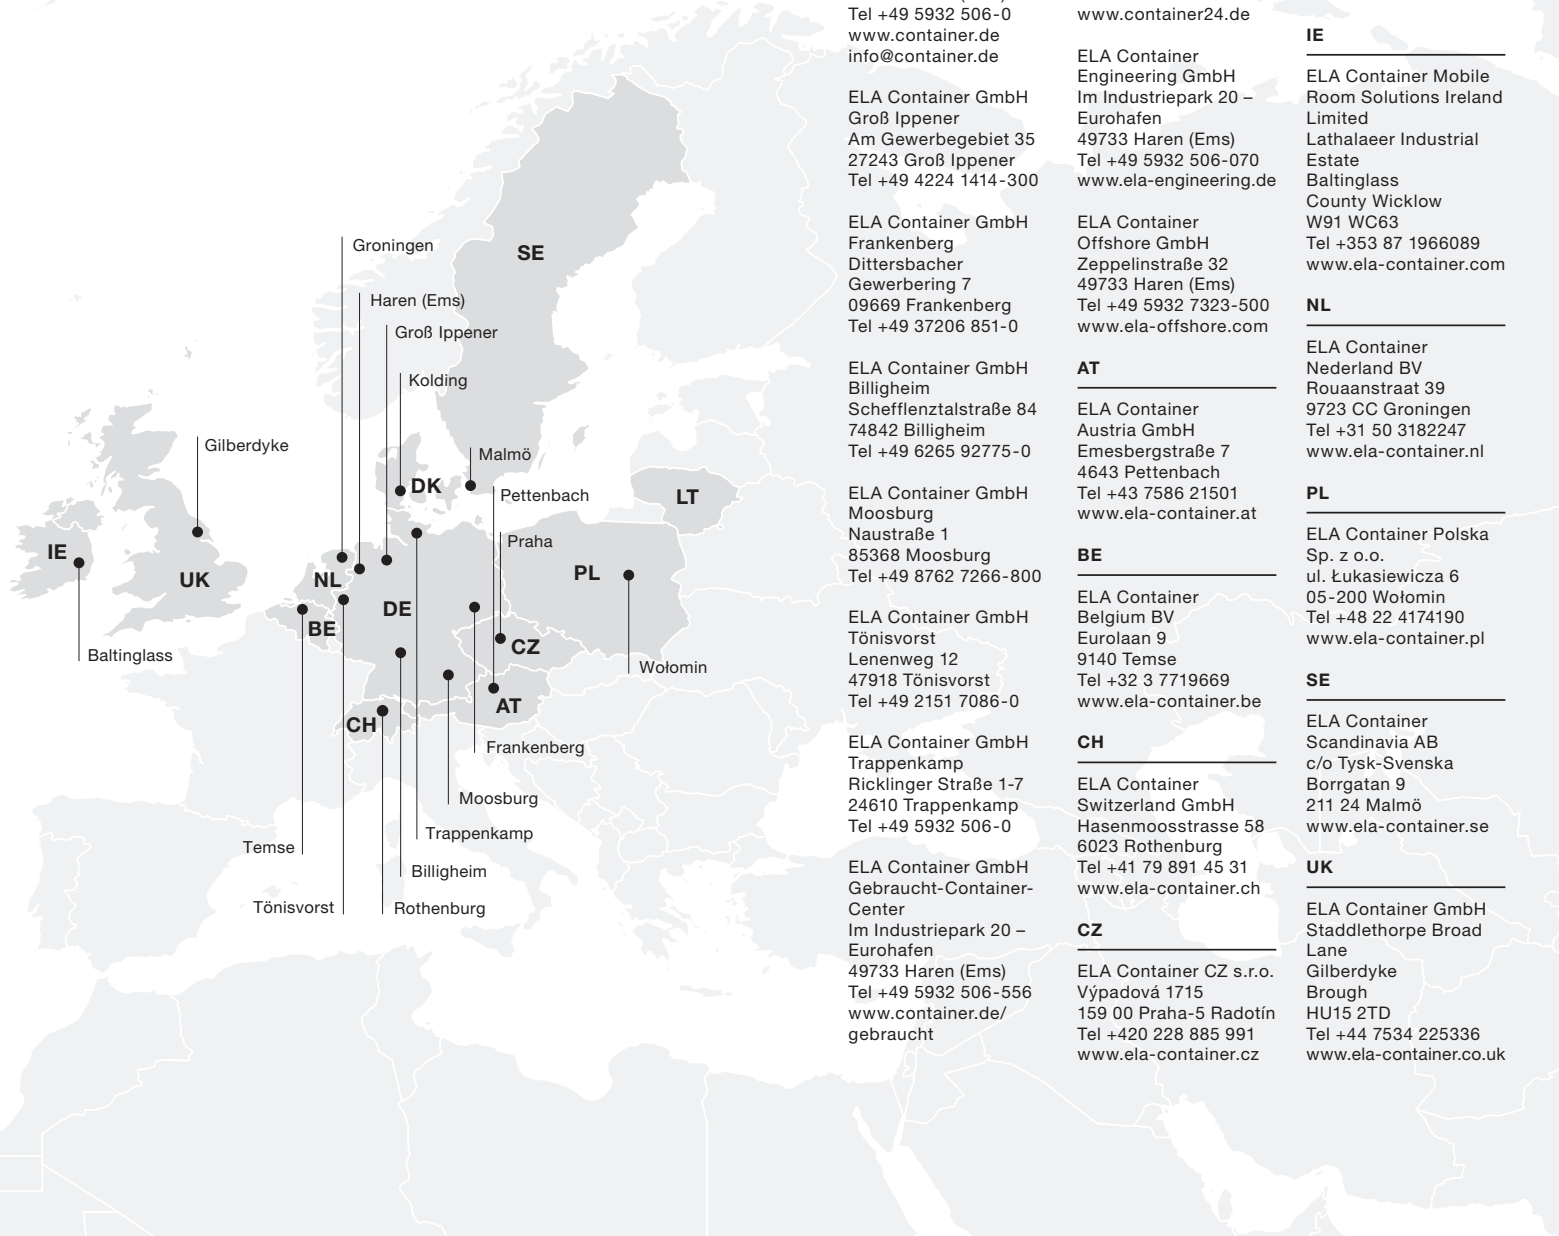 Groningen
Haren (Ems)
Groß Ippener
Kolding
Gilberdyke
Malmö
Pettenbach
Praha
SE
DK
LT
IE
UK
NL
DE
PL
BE
CZ
AT
CH
Baltinglass
Wołomin
Frankenberg
Moosburg
Trappenkamp
Temse
Billigheim
Tönisvorst
Rothenburg
Tel +49 5932 506-0
www.container.de
info@container.de
ELA Container GmbH
Groß Ippener
Am Gewerbegebiet 35
27243 Groß Ippener
Tel +49 4224 1414-300
ELA Container GmbH
Frankenberg
Dittersbacher
Gewerbering 7
09669 Frankenberg
Tel +49 37206 851-0
ELA Container GmbH
Billigheim
Schefflenztalstraße 84
74842 Billigheim
Tel +49 6265 92775-0
ELA Container GmbH
Moosburg
Naustraße 1
85368 Moosburg
Tel +49 8762 7266-800
ELA Container GmbH
Tönisvorst
Lenenweg 12
47918 Tönisvorst
Tel +49 2151 7086-0
ELA Container GmbH
Trappenkamp
Ricklinger Straße 1-7
24610 Trappenkamp
Tel +49 5932 506-0
ELA Container GmbH
Gebraucht-Container-
Center
Im Industriepark 20 –
Eurohafen
49733 Haren (Ems)
Tel +49 5932 506-556
www.container.de/
gebraucht
www.container24.de
ELA Container
Engineering GmbH
Im Industriepark 20 –
Eurohafen
49733 Haren (Ems)
Tel +49 5932 506-070
www.ela-engineering.de
ELA Container
Offshore GmbH
Zeppelinstraße 32
49733 Haren (Ems)
Tel +49 5932 7323-500
www.ela-offshore.com
AT
ELA Container
Austria GmbH
Emesbergstraße 7
4643 Pettenbach
Tel +43 7586 21501
www.ela-container.at
BE
ELA Container
Belgium BV
Eurolaan 9
9140 Temse
Tel +32 3 7719669
www.ela-container.be
CH
ELA Container
Switzerland GmbH
Hasenmoosstrasse 58
6023 Rothenburg
Tel +41 79 891 45 31
www.ela-container.ch
CZ
ELA Container CZ s.r.o.
Výpadová 1715
159 00 Praha-5 Radotín
Tel +420 228 885 991
www.ela-container.cz
IE
ELA Container Mobile
Room Solutions Ireland
Limited
Lathalaeer Industrial
Estate
Baltinglass
County Wicklow
W91 WC63
Tel +353 87 1966089
www.ela-container.com
NL
ELA Container
Nederland BV
Rouaanstraat 39
9723 CC Groningen
Tel +31 50 3182247
www.ela-container.nl
PL
ELA Container Polska
Sp. z o.o.
ul. Łukasiewicza 6
05-200 Wołomin
Tel +48 22 4174190
www.ela-container.pl
SE
ELA Container
Scandinavia AB
c/o Tysk-Svenska
Borrgatan 9
211 24 Malmö
www.ela-container.se
UK
ELA Container GmbH
Staddlethorpe Broad
Lane
Gilberdyke
Brough
HU15 2TD
Tel +44 7534 225336
www.ela-container.co.uk